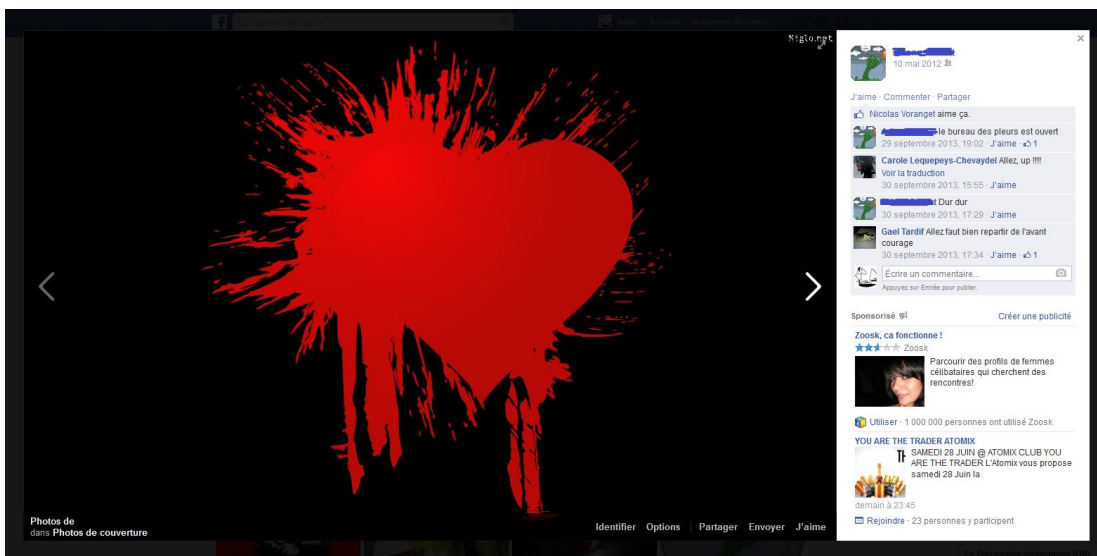 Kelly Accueil Retrouver des amis
Niglo.net
10 mai 2012
J'aime · Commenter · Partager
Nicolas Voranget aime ça.
le bureau des pleurs est ouvert
29 septembre 2013, 19:02 · J'aime · 1
Carole Lequepeys-Chevaydel Allez, up !!!!
Voir la traduction
30 septembre 2013, 15:55 · J'aime
t Dur dur
30 septembre 2013, 17:29 · J'aime
Gael Tardif Allez faut bien repartir de l'avant
courage
30 septembre 2013, 17:34 · J'aime · 1
Écrire un commentaire...
Appuyez sur Entrée pour publier.
Sponsorisé
Créer une publicité
Zoosk, ca fonctionne !
Zoosk
Parcourir des profils de femmes
célibataires qui cherchent des
rencontres!
Utiliser · 1 000 000 personnes ont utilisé Zoosk
YOU ARE THE TRADER ATOMIX
SAMEDI 28 JUIN @ ATOMIX CLUB YOU
ARE THE TRADER L'Atomix vous propose
samedi 28 Juin la
demain à 23:45
Rejoindre · 23 personnes y participent
Photos de
dans Photos de couverture
Identifier Options Partager Envoyer J'aime